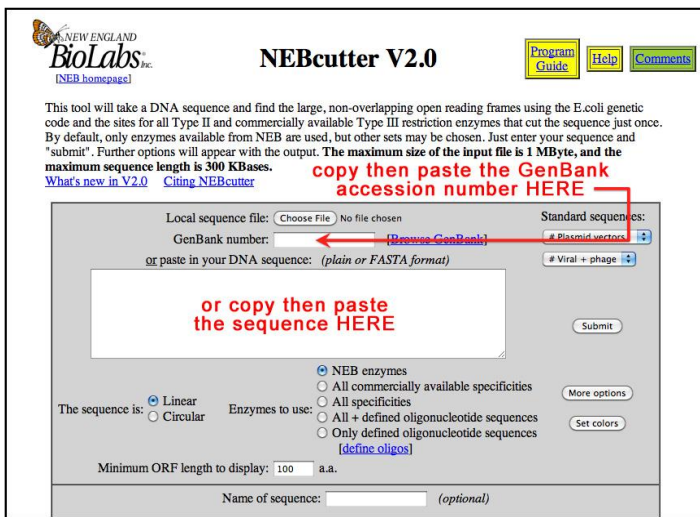 NEW ENGLAND
BioLabs Inc.
[NEB homepage]
NEBcutter V2.0
Program Guide
Help
Comments
This tool will take a DNA sequence and find the large, non-overlapping open reading frames using the E.coli genetic
code and the sites for all Type II and commercially available Type III restriction enzymes that cut the sequence just once.
By default, only enzymes available from NEB are used, but other sets may be chosen. Just enter your sequence and
"submit". Further options will appear with the output. The maximum size of the input file is 1 MByte, and the
maximum sequence length is 300 KBases.
What's new in V2.0 Citing NEBcutter
copy then paste the GenBank
accession number HERE
Local sequence file: Choose File No file chosen
Standard sequences:
GenBank number: [Browse GenBank]
# Plasmid vectors
or paste in your DNA sequence: (plain or FASTA format)
# Viral + phage
or copy then paste
the sequence HERE
Submit
The sequence is:
Linear
Circular
Enzymes to use:
NEB enzymes
All commercially available specificities
All specificities
All + defined oligonucleotide sequences
Only defined oligonucleotide sequences
[define oligos]
More options
Set colors
Minimum ORF length to display: 100 a.a.
Name of sequence: (optional)